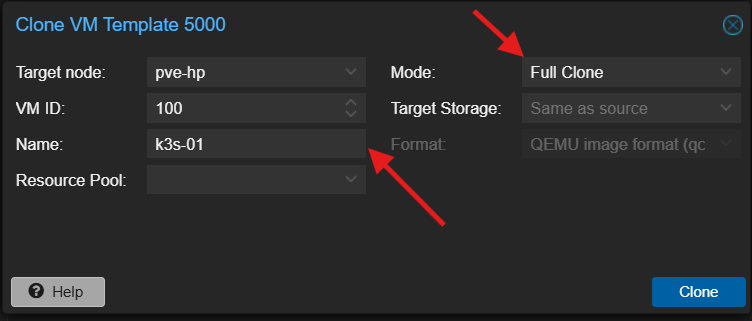 Clone VM Template 5000
Target node: pve-hp Mode: Full Clone
VM ID: 100 Target Storage: Same as source
Name: k3s-01 Format: QEMU image format (qc
Resource Pool:
? Help Clone